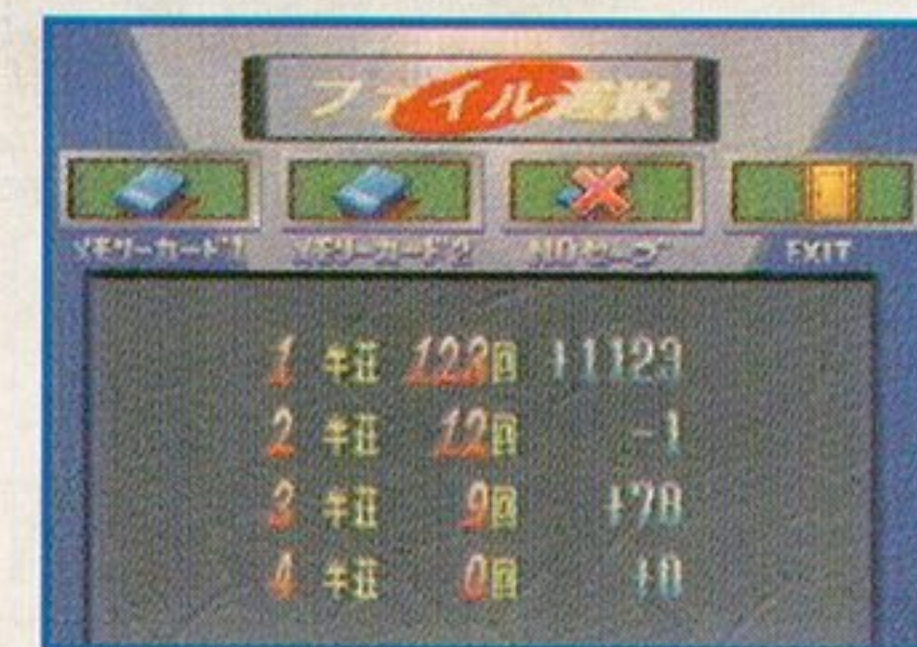 ファイル選択
メモリーカード1 メモリーカード2 NOセーブ EXIT
1 半荘 123回 +1123
2 半荘 12回 -1
3 半荘 9回 +78
4 半荘 0回 +0